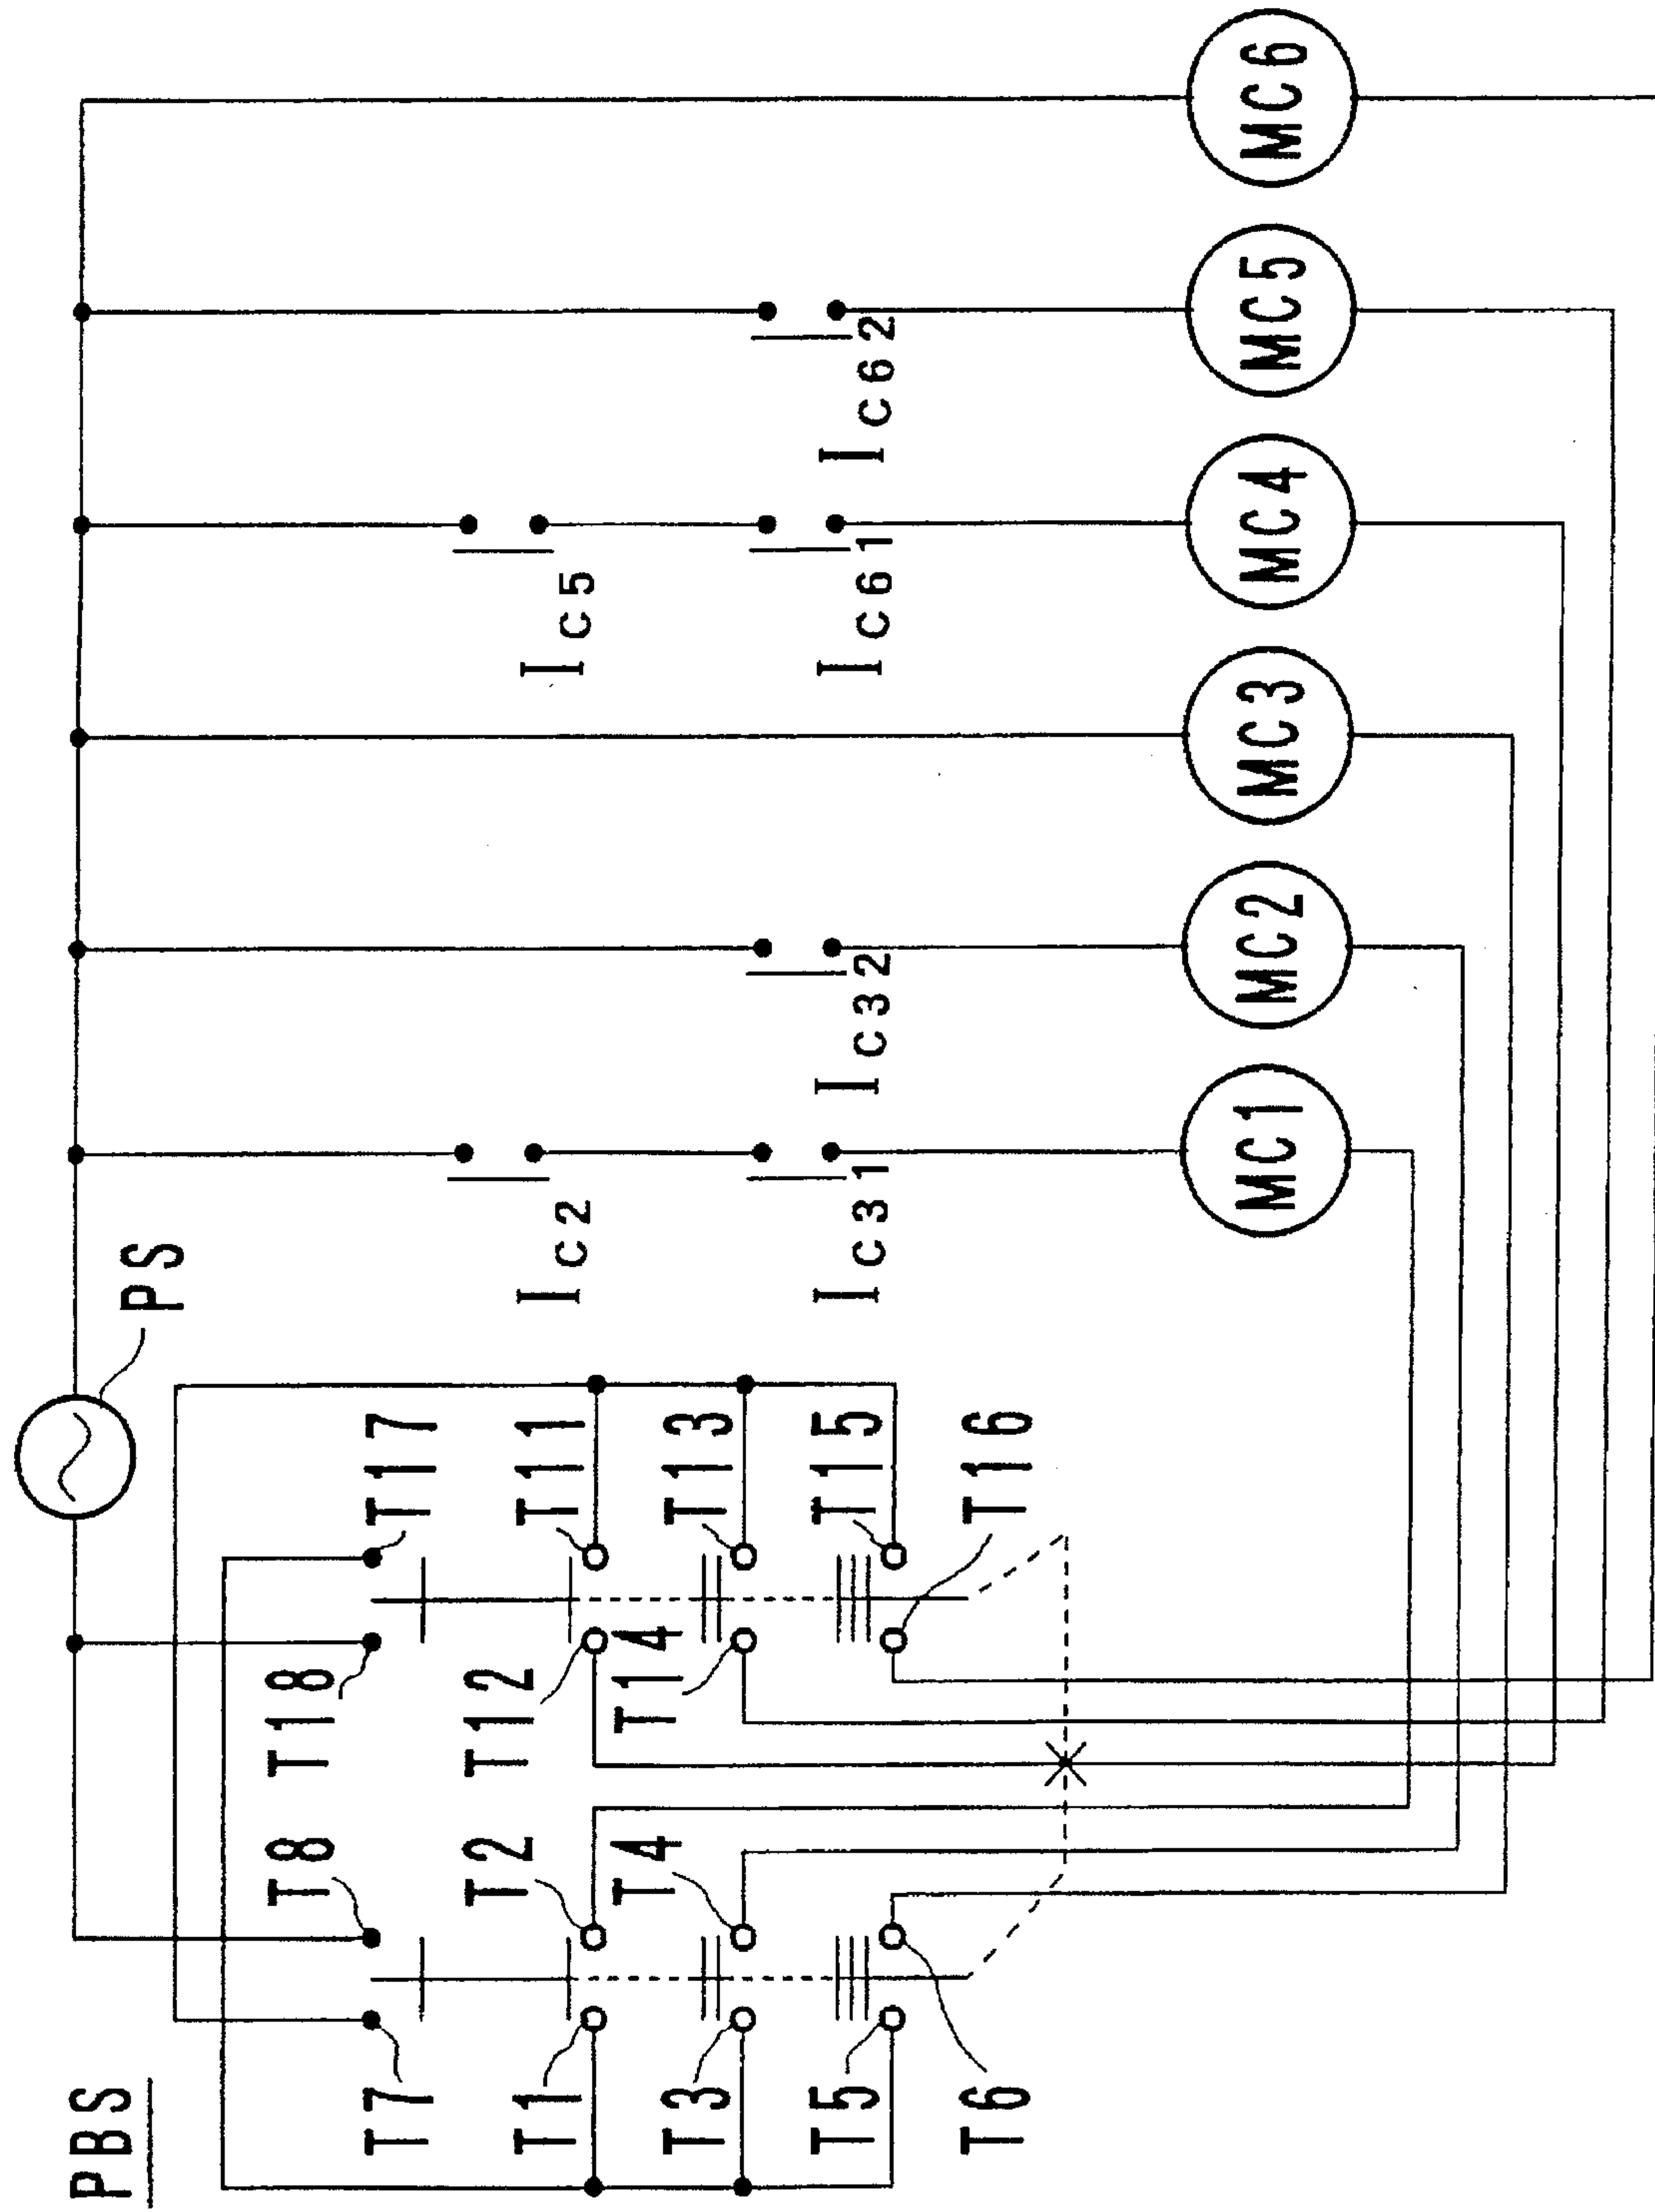 PBS
PS
T7
T8
T18
T17
T1
T2
T12
T11
T3
T4
T14
T13
T5
T15
T6
T16
Ic2
Ic5
Ic31
Ic32
Ic61
Ic62
MC1
MC2
MC3
MC4
MC5
MC6